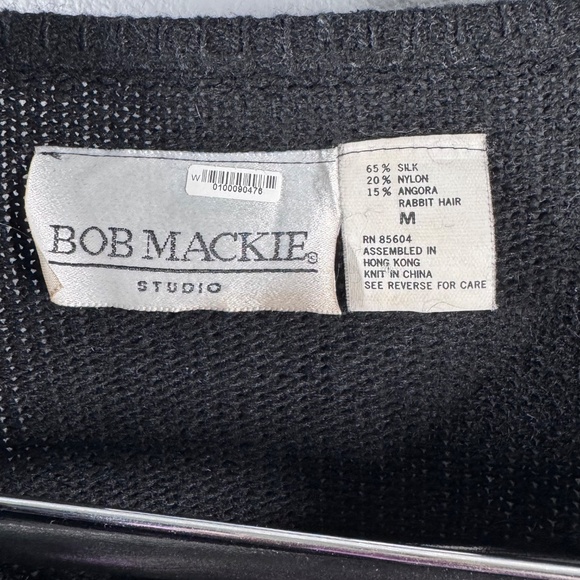 W
0100090478
BOB MACKIE®
STUDIO
65% SILK
20% NYLON
15% ANGORA
RABBIT HAIR
M
RN 85604
ASSEMBLED IN
HONG KONG
KNIT IN CHINA
SEE REVERSE FOR CARE